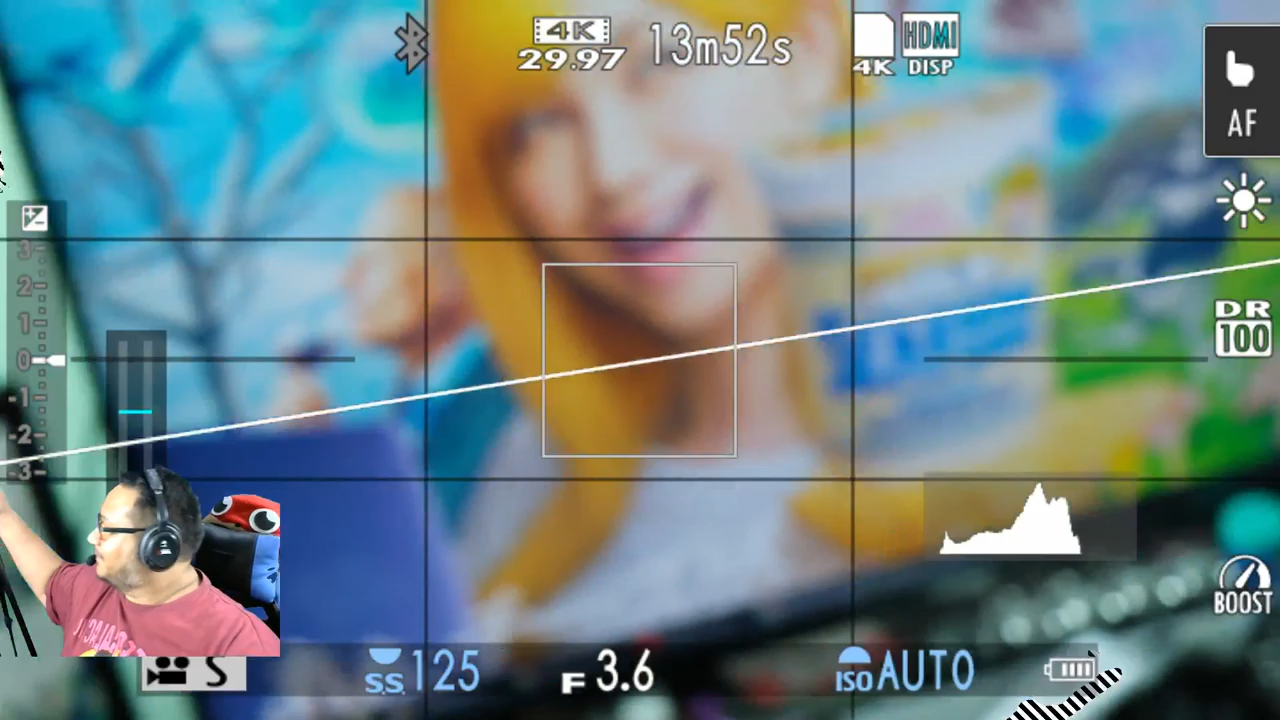 4K
29.97
13m52s
4K
HDMI
DISP
AF
3
2
1
0
-1
-2
-3
DR
100
BOOST
S
S.S. 125
F 3.6
ISO AUTO